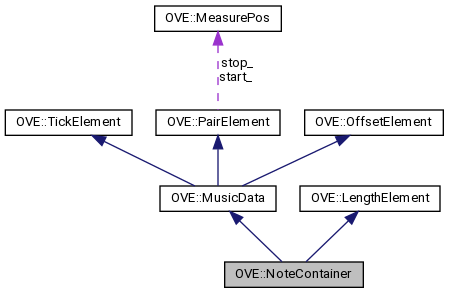 OVE::MeasurePos
stop_
start_
OVE::TickElement
OVE::PairElement
OVE::OffsetElement
OVE::MusicData
OVE::LengthElement
OVE::NoteContainer